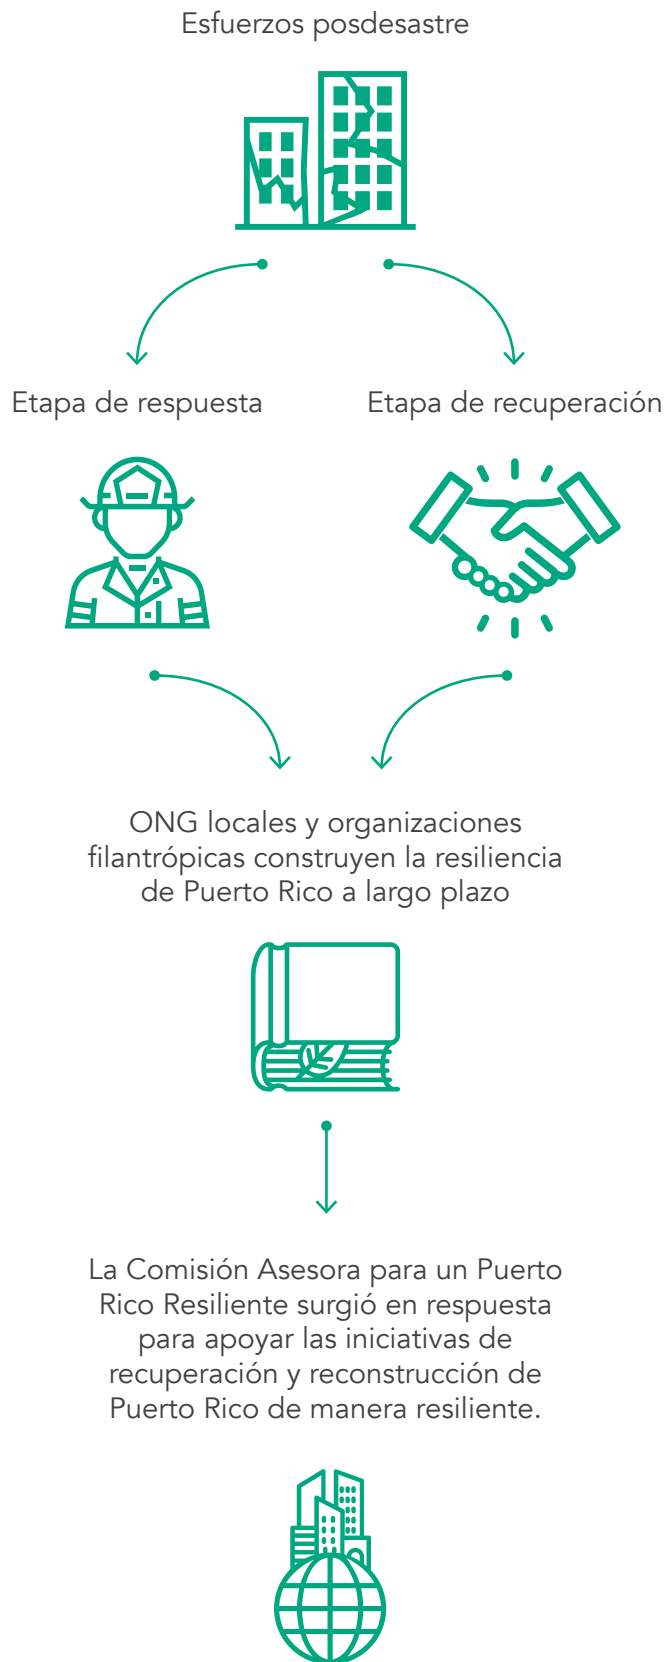 Esfuerzos posdesastre
Etapa de respuesta
Etapa de recuperación
ONG locales y organizaciones
filantrópicas construyen la resiliencia
de Puerto Rico a largo plazo
La Comisión Asesora para un Puerto
Rico Resiliente surgió en respuesta
para apoyar las iniciativas de
recuperación y reconstrucción de
Puerto Rico de manera resiliente.